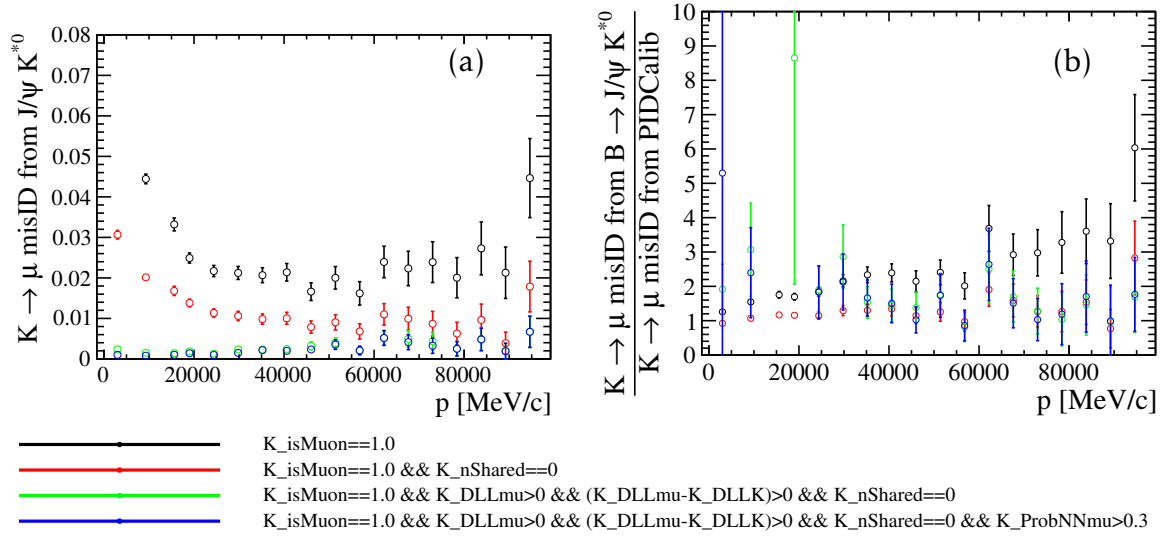 K → μ misID from J/ψ K*0
0.08
0.07
0.06
0.05
0.04
0.03
0.02
0.01
0
(a)
0 20000 40000 60000 80000
p [MeV/c]
K → μ misID from B → J/ψ K*0
K → μ misID from PIDCalib
10
9
8
7
6
5
4
3
2
1
0
(b)
0 20000 40000 60000 80000
p [MeV/c]
K_isMuon==1.0
K_isMuon==1.0 && K_nShared==0
K_isMuon==1.0 && K_DLLmu>0 && (K_DLLmu-K_DLLK)>0 && K_nShared==0
K_isMuon==1.0 && K_DLLmu>0 && (K_DLLmu-K_DLLK)>0 && K_nShared==0 && K_ProbNNmu>0.3